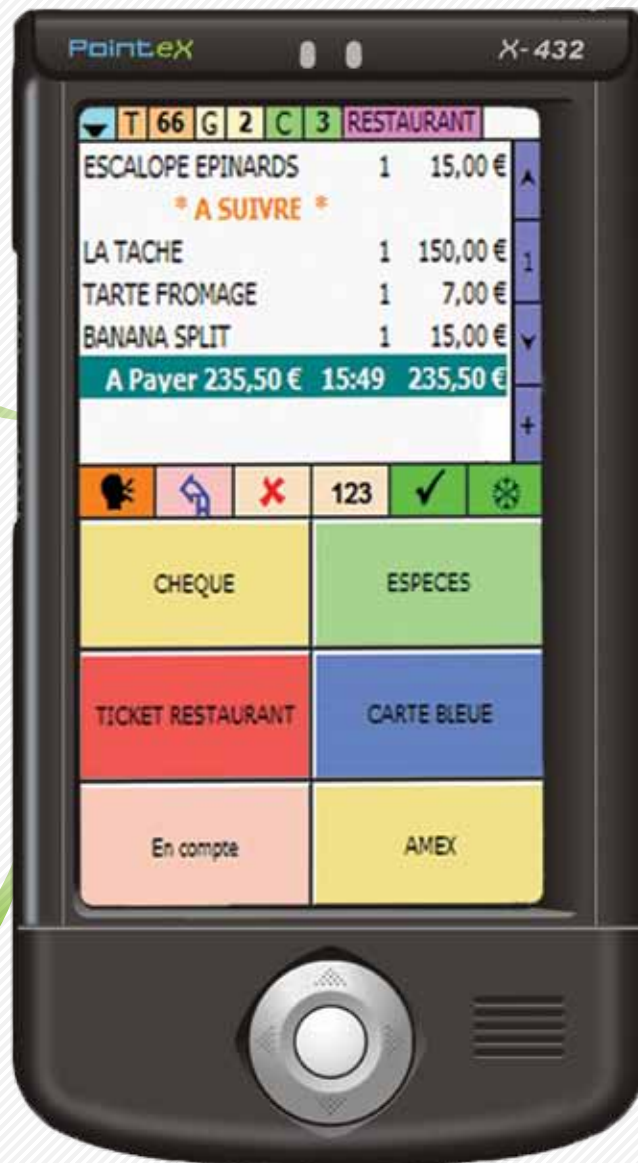 PointeX X-432
T 66 G 2 C 3 RESTAURANT
ESCALOPE EPINARDS 1 15,00 €
* A SUIVRE *
LA TACHE 1 150,00 € 1
TARTE FROMAGE 1 7,00 €
BANANA SPLIT 1 15,00 €
A Payer 235,50 € 15:49 235,50 €
+
123
CHEQUE ESPECES
TICKET RESTAURANT CARTE BLEUE
En compte AMEX